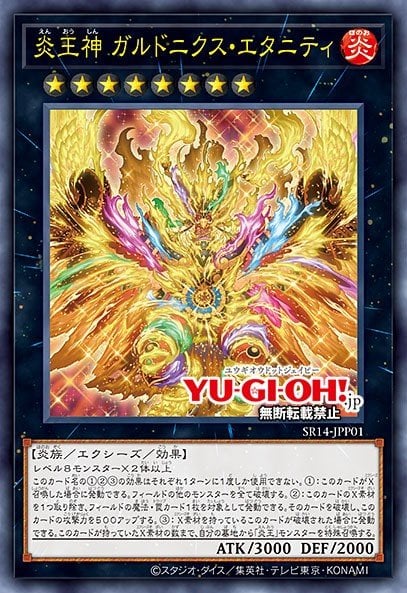 炎王神 ガルドニクス・エタニティ
炎
ユウギオウドットジェイピー
YU-GI-OH!.jp
無断転載禁止
SR14-JPP01
【炎族/エクシーズ/効果】
レベル8モンスター×2体以上
このカード名の①②③の効果はそれぞれ1ターンに1度しか使用できない。①:このカードがX
召喚した場合に発動できる。フィールドの他のモンスターを全て破壊する。②:このカードのX素材
を1つ取り除き、フィールドの魔法・罠カード1枚を対象として発動できる。そのカードを破壊し、この
カードの攻撃力を500アップする。③:X素材を持っているこのカードが破壊された場合に発動できる。
このカードが持っていたX素材の数まで、自分の墓地から「炎王」モンスターを特殊召喚する。
ATK/3000 DEF/2000
©スタジオ・ダイス/集英社・テレビ東京・KONAMI